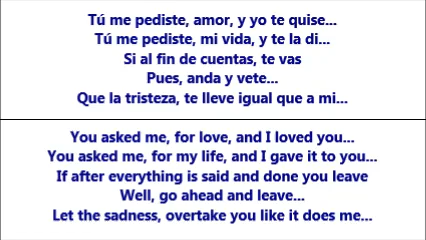 Tú me pediste, amor, y yo te quise...
Tú me pediste, mi vida, y te la di...
Si al fin de cuentas, te vas
Pues, anda y vete...
Que la tristeza, te lleve igual que a mi...
You asked me, for love, and I loved you...
You asked me, for my life, and I gave it to you...
If after everything is said and done you leave
Well, go ahead and leave...
Let the sadness, overtake you like it does me...